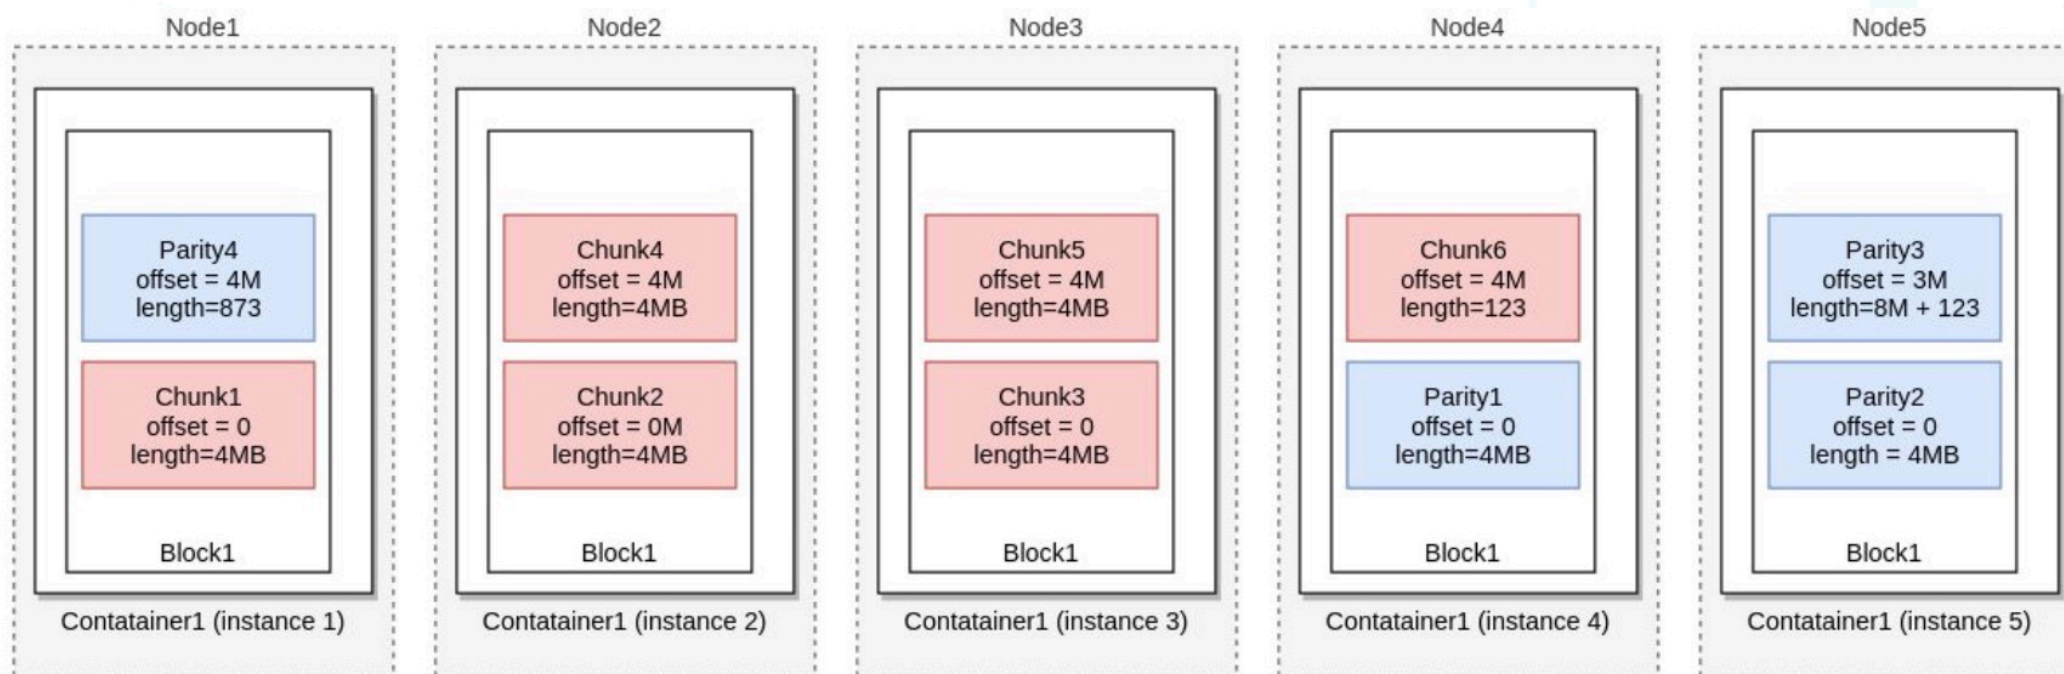 Node1
Parity4
offset = 4M
length=873
Chunk1
offset = 0
length=4MB
Block1
Contatainer1 (instance 1)
Node2
Chunk4
offset = 4M
length=4MB
Chunk2
offset = 0M
length=4MB
Block1
Contatainer1 (instance 2)
Node3
Chunk5
offset = 4M
length=4MB
Chunk3
offset = 0
length=4MB
Block1
Contatainer1 (instance 3)
Node4
Chunk6
offset = 4M
length=123
Parity1
offset = 0
length=4MB
Block1
Contatainer1 (instance 4)
Node5
Parity3
offset = 3M
length=8M + 123
Parity2
offset = 0
length = 4MB
Block1
Contatainer1 (instance 5)